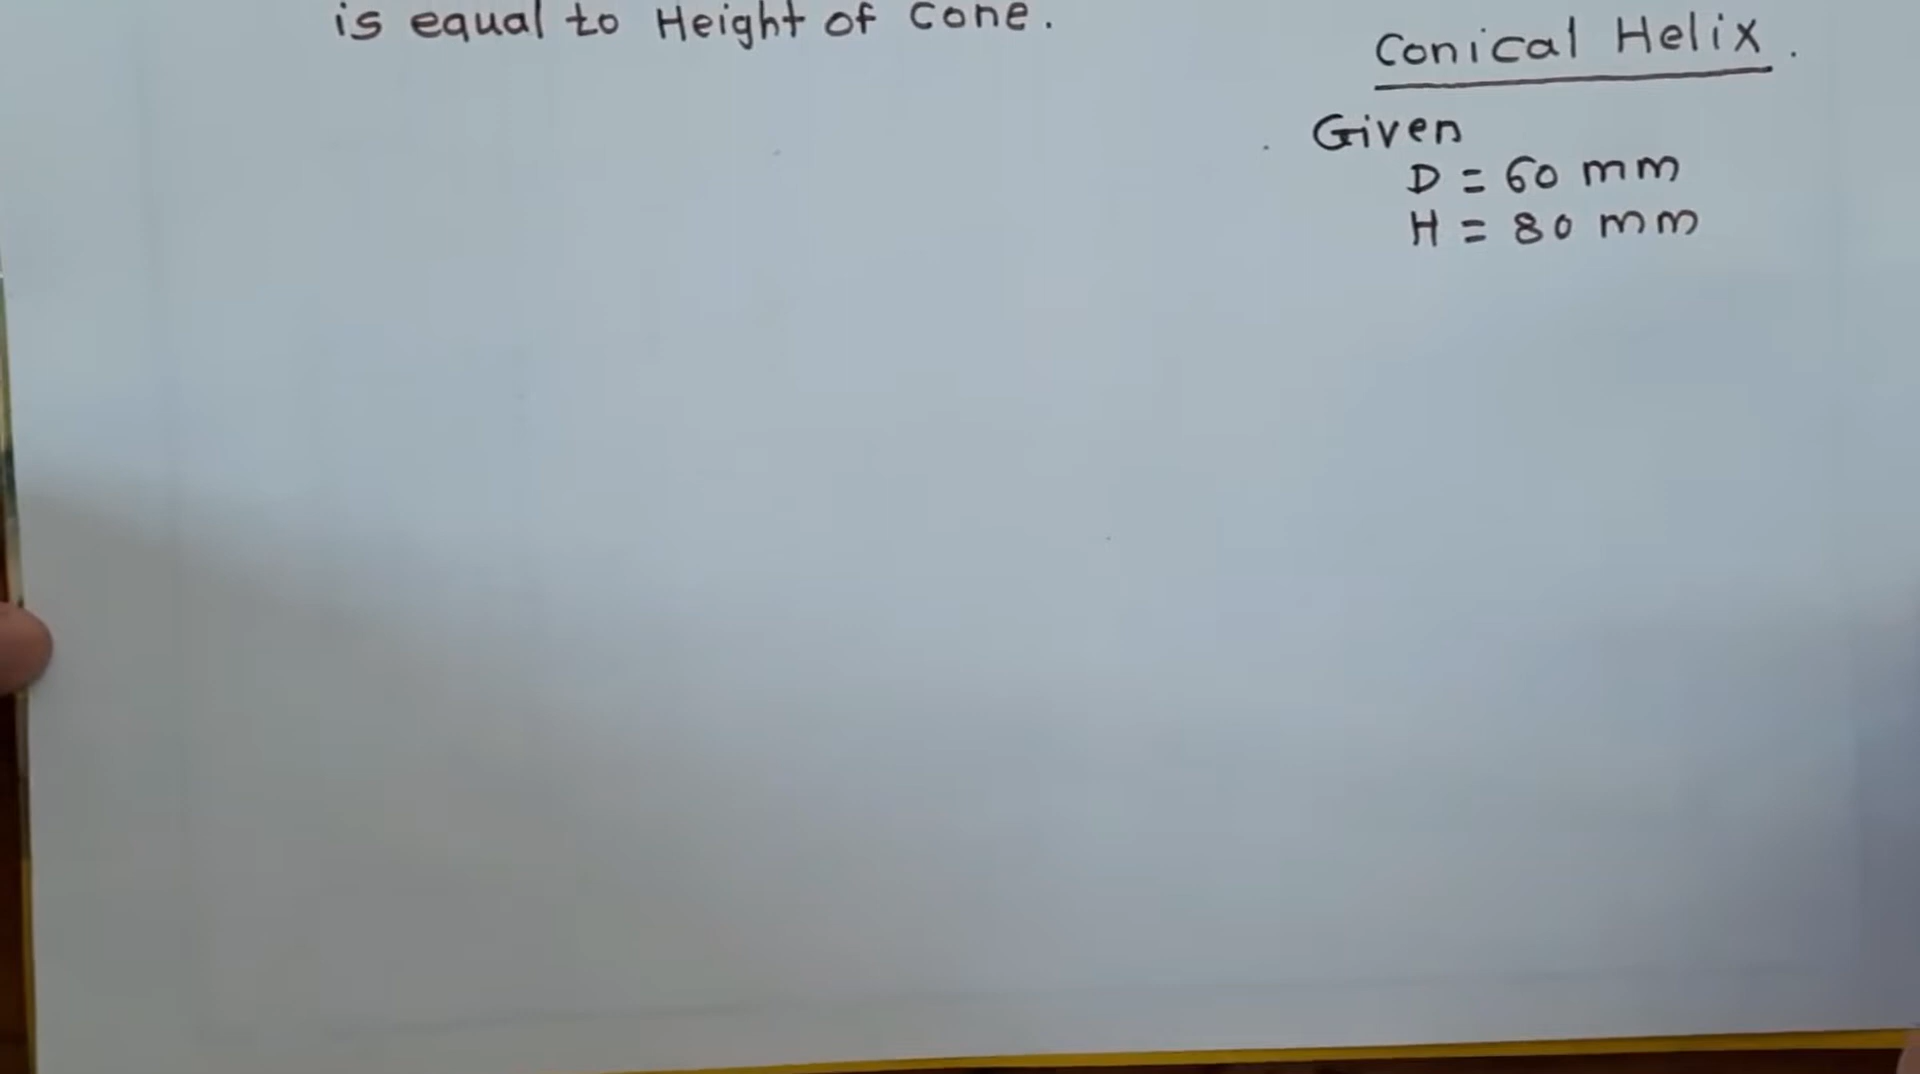 is equal to Height of cone.
Conical Helix.
Given
D = 60 mm
H = 80 mm